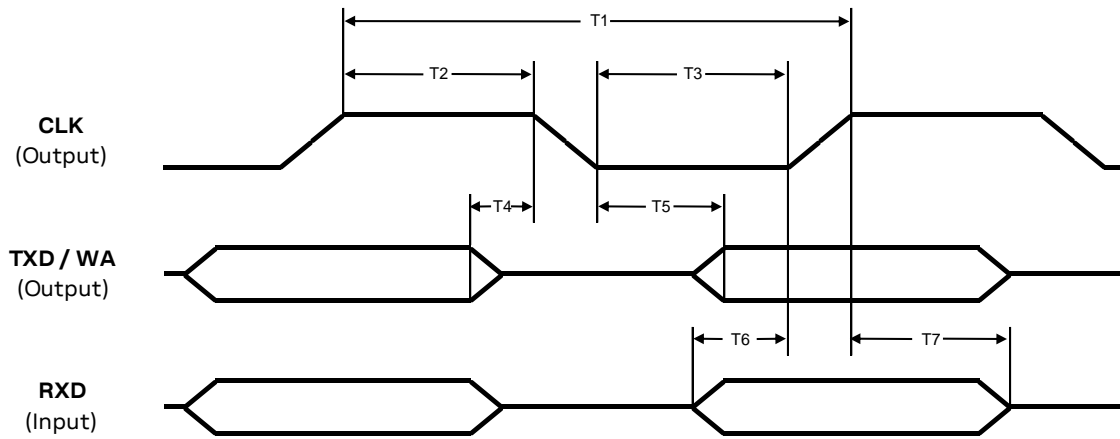 T1
T2
T3
CLK
(Output)
T4
T5
TXD / WA
(Output)
T6
T7
RXD
(Input)